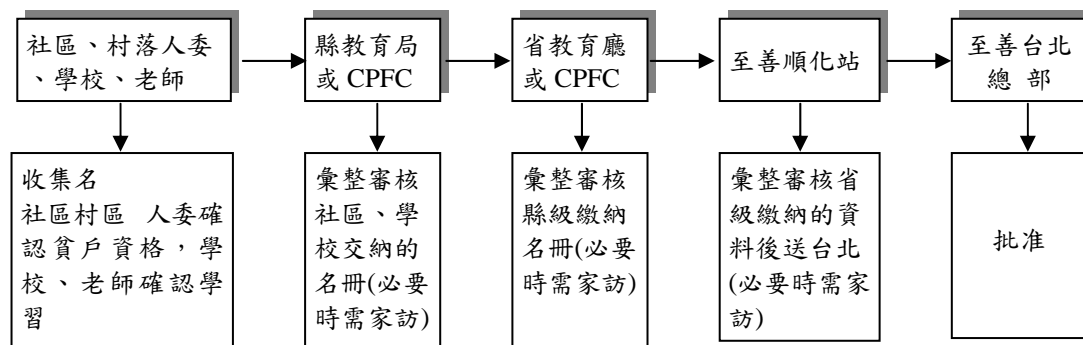 社區、村落人委
、學校、老師
縣教育局
或 CPFC
省教育廳
或 CPFC
至善順化站
至善台北
總 部
收集名
社區村區 人委確
認貧戶資格，學
校、老師確認學
習
彙整審核
社區、學
校交納的
名冊(必要
時需家訪)
彙整審核
縣級繳納
名冊(必要
時需家訪)
彙整審核省
級繳納的資
料後送台北
(必要時需家
訪)
批准